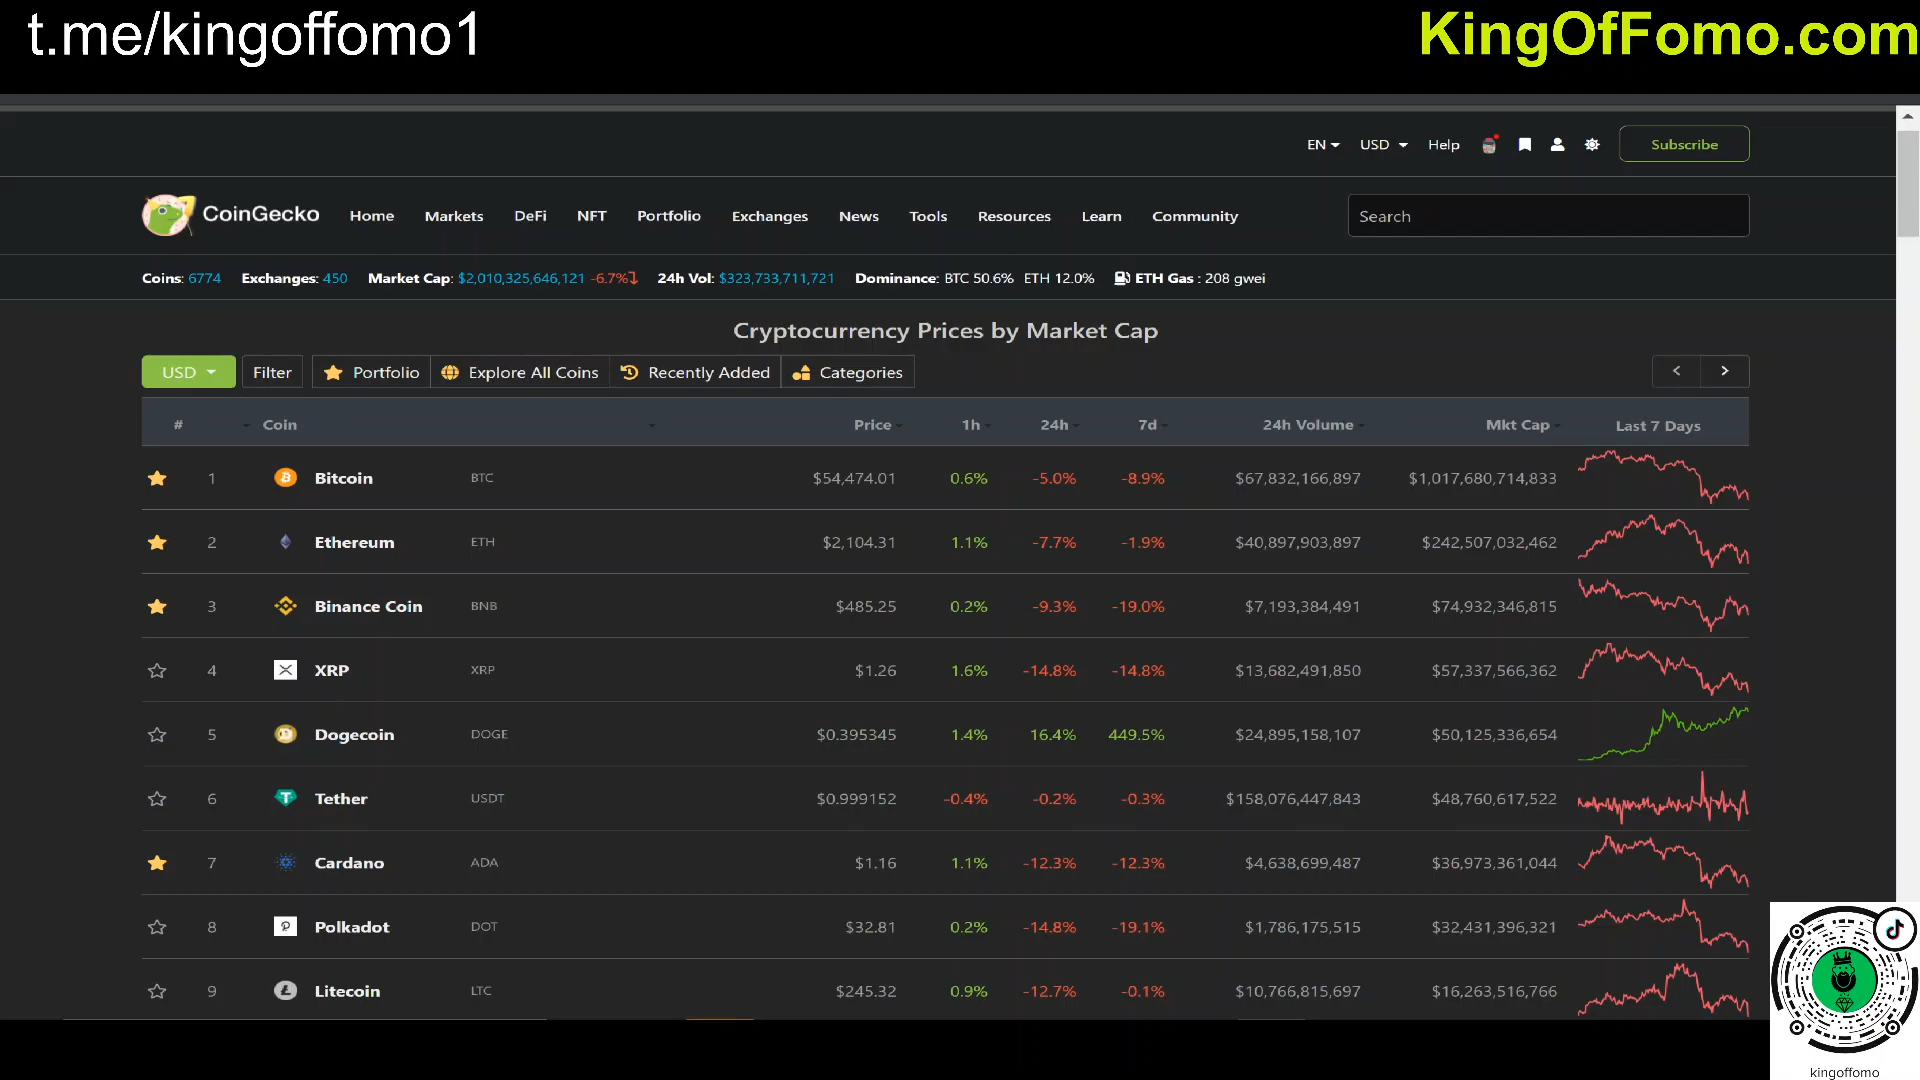 t.me/kingoffomo1
KingOfFomo.com
EN USD Help Subscribe
CoinGecko Home Markets DeFi NFT Portfolio Exchanges News Tools Resources Learn Community Search
Coins: 6774 Exchanges: 450 Market Cap: $2,010,325,646,121 -6.7% 24h Vol: $323,733,711,721 Dominance: BTC 50.6% ETH 12.0% ETH Gas : 208 gwei
Cryptocurrency Prices by Market Cap
USD Filter Portfolio Explore All Coins Recently Added Categories < >
# Coin Price 1h 24h 7d 24h Volume Mkt Cap Last 7 Days
1 Bitcoin BTC $54,474.01 0.6% -5.0% -8.9% $67,832,166,897 $1,017,680,714,833
2 Ethereum ETH $2,104.31 1.1% -7.7% -1.9% $40,897,903,897 $242,507,032,462
3 Binance Coin BNB $485.25 0.2% -9.3% -19.0% $7,193,384,491 $74,932,346,815
4 XRP XRP $1.26 1.6% -14.8% -14.8% $13,682,491,850 $57,337,566,362
5 Dogecoin DOGE $0.395345 1.4% 16.4% 449.5% $24,895,158,107 $50,125,336,654
6 Tether USDT $0.999152 -0.4% -0.2% -0.3% $158,076,447,843 $48,760,617,522
7 Cardano ADA $1.16 1.1% -12.3% -12.3% $4,638,699,487 $36,973,361,044
8 Polkadot DOT $32.81 0.2% -14.8% -19.1% $1,786,175,515 $32,431,396,321
9 Litecoin LTC $245.32 0.9% -12.7% -0.1% $10,766,815,697 $16,263,516,766
kingoffomo